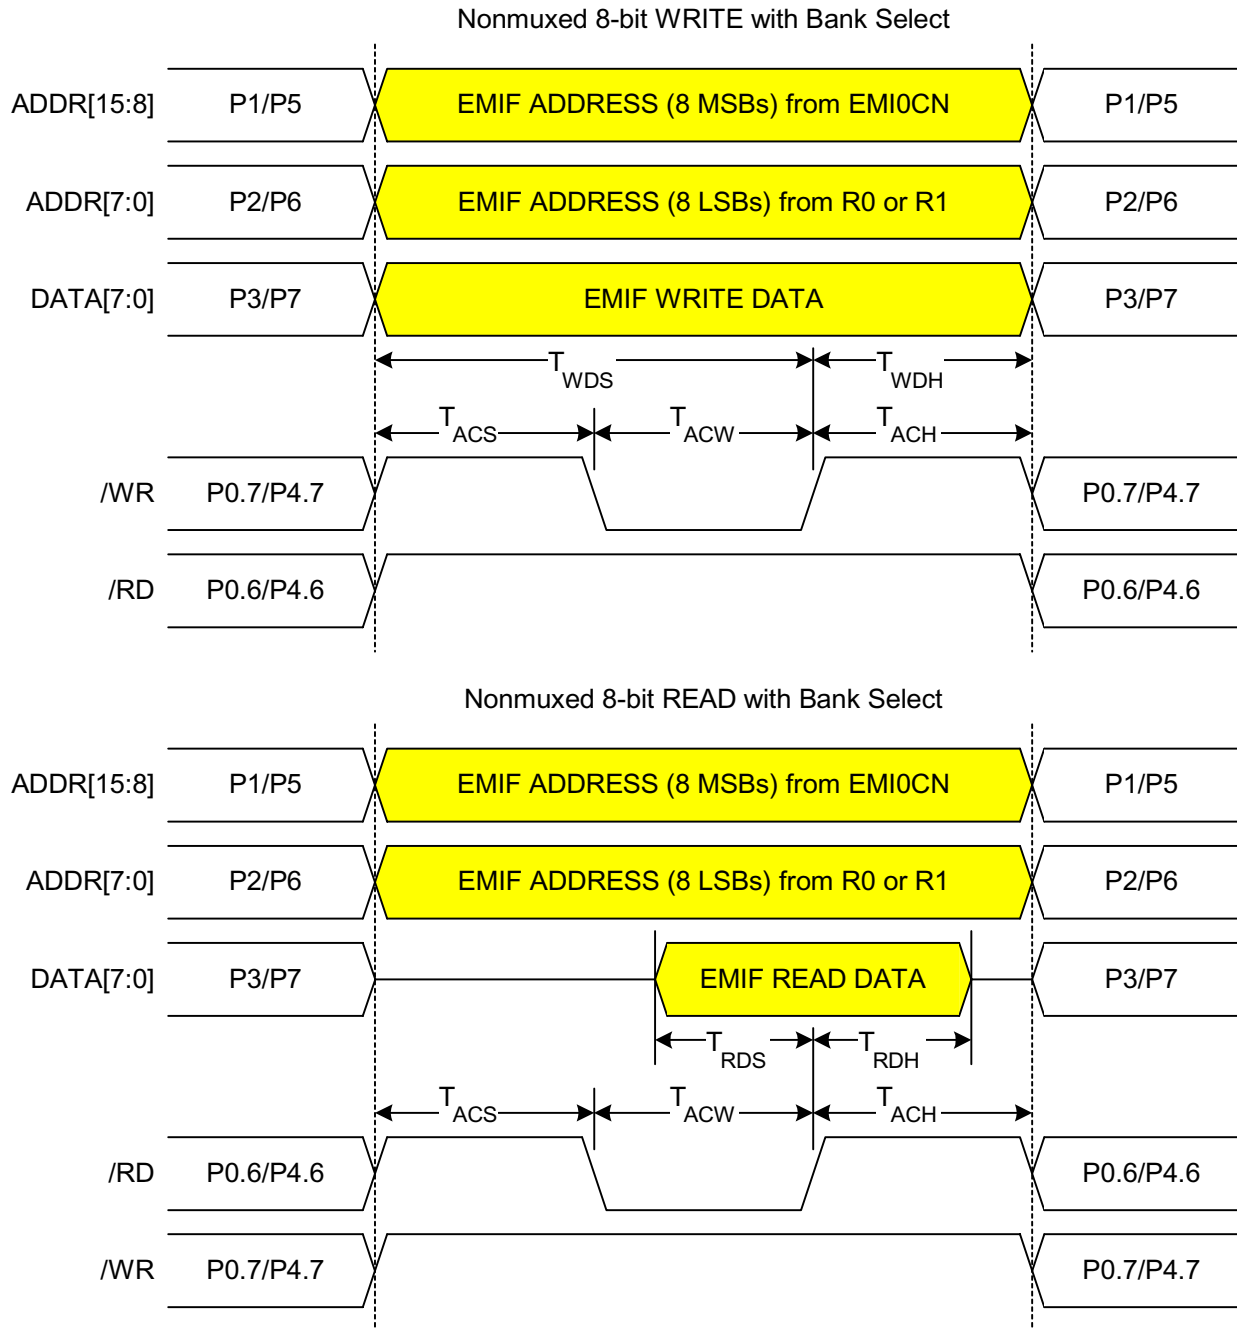 Nonmuxed 8-bit WRITE with Bank Select
ADDR[15:8] P1/P5 EMIF ADDRESS (8 MSBs) from EMI0CN P1/P5
ADDR[7:0] P2/P6 EMIF ADDRESS (8 LSBs) from R0 or R1 P2/P6
DATA[7:0] P3/P7 EMIF WRITE DATA P3/P7
TWDS TWDH
TACS TACW TACH
/WR P0.7/P4.7 P0.7/P4.7
/RD P0.6/P4.6 P0.6/P4.6
Nonmuxed 8-bit READ with Bank Select
ADDR[15:8] P1/P5 EMIF ADDRESS (8 MSBs) from EMI0CN P1/P5
ADDR[7:0] P2/P6 EMIF ADDRESS (8 LSBs) from R0 or R1 P2/P6
DATA[7:0] P3/P7 EMIF READ DATA P3/P7
TRDS TRDH
TACS TACW TACH
/RD P0.6/P4.6 P0.6/P4.6
/WR P0.7/P4.7 P0.7/P4.7